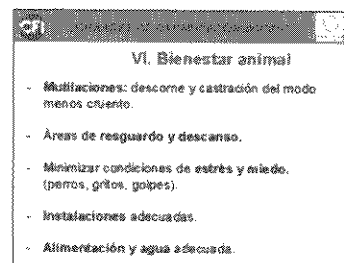 CFI
VI. Bienestar animal
- Mutilaciones: descorne y castración del modo
menos cruento.
- Áreas de resguardo y descanso.
- Minimizar condiciones de estrés y miedo.
(perros, gritos, golpes).
- Instalaciones adecuadas.
- Alimentación y agua adecuada.